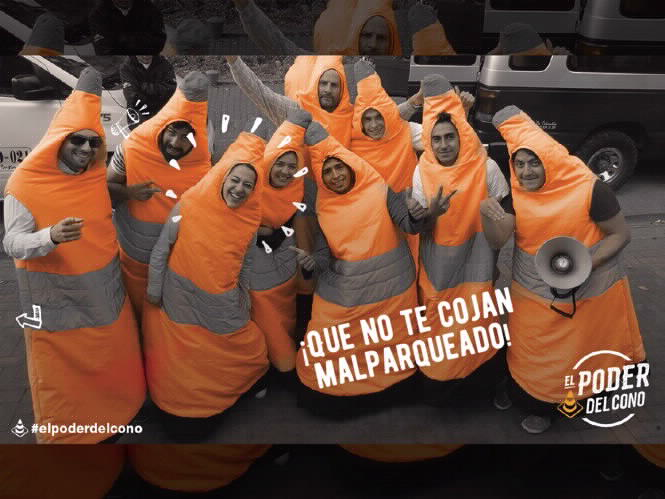 ¡QUE NO TE COJAN
MALPARQUEADO!
EL PODER
DEL CONO
#elpoderdelcono